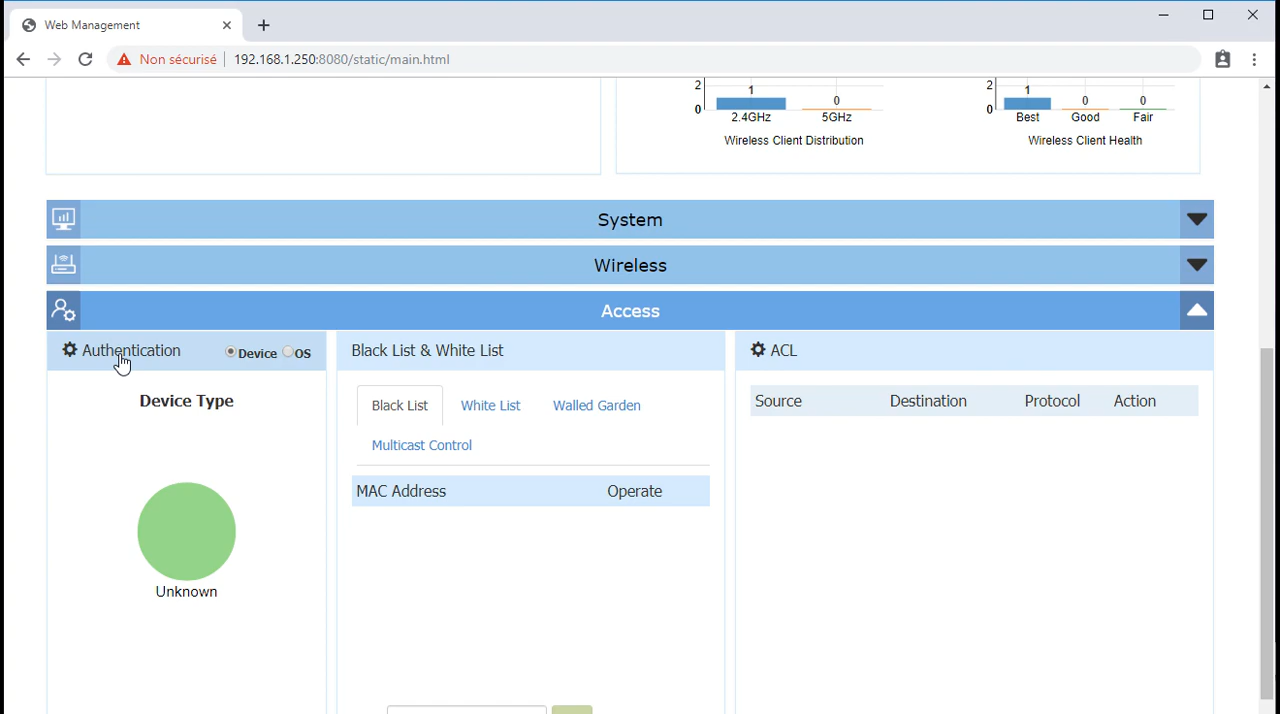 Web Management
Non sécurisé 192.168.1.250:8080/static/main.html
2 1 0 0
2.4GHz 5GHz
Wireless Client Distribution
2 1 0 0 0
Best Good Fair
Wireless Client Health
System
Wireless
Access
Authentication Device OS
Device Type
Unknown
Black List & White List
Black List White List Walled Garden
Multicast Control
MAC Address Operate
ACL
Source Destination Protocol Action